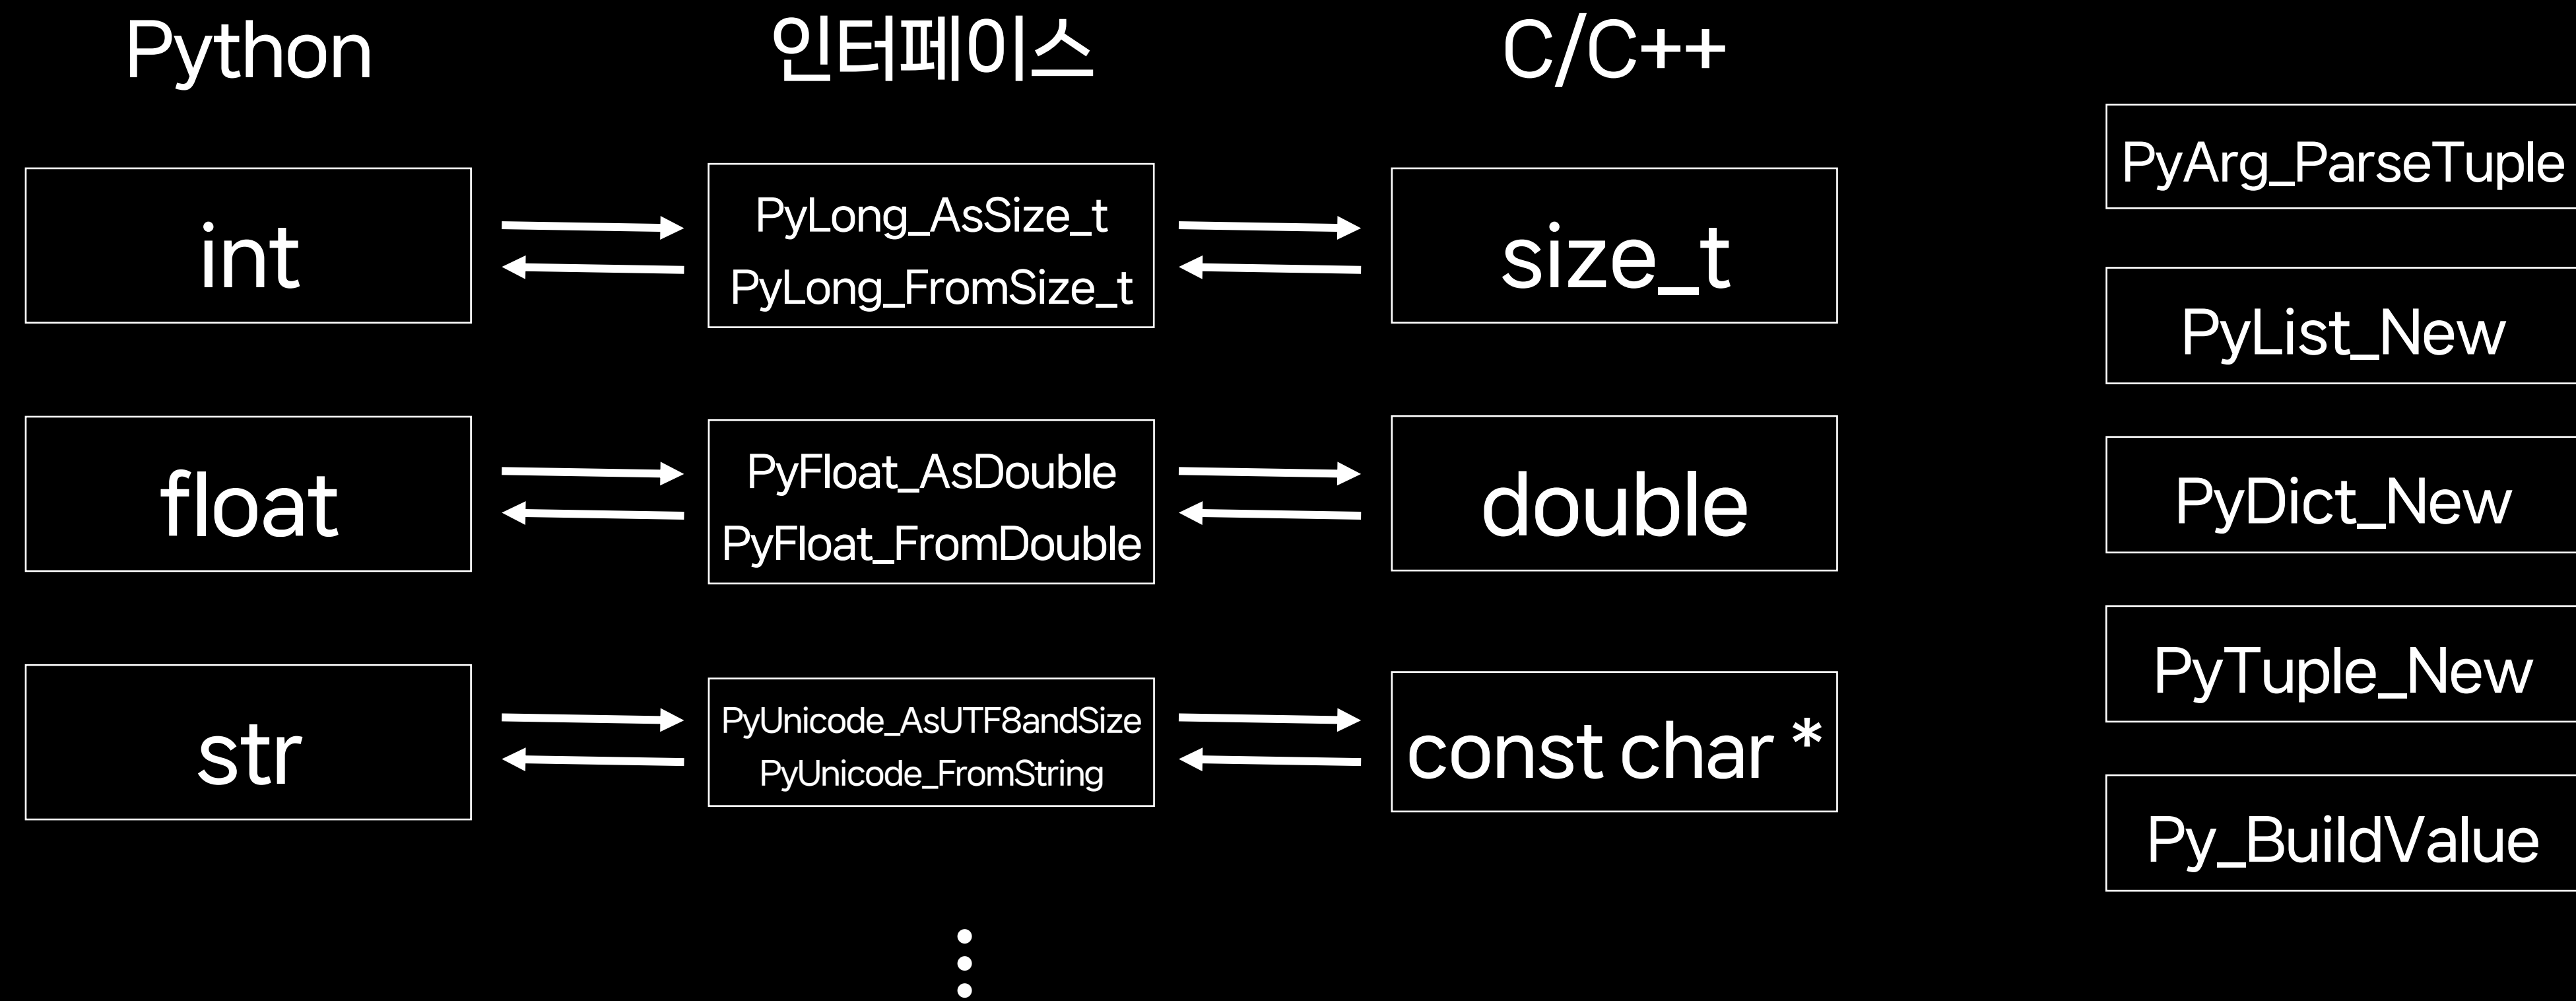 Python
인터페이스
C/C++
int
PyLong_AsSize_t
PyLong_FromSize_t
size_t
float
PyFloat_AsDouble
PyFloat_FromDouble
double
str
PyUnicode_AsUTF8andSize
PyUnicode_FromString
const char *
PyArg_ParseTuple
PyList_New
PyDict_New
PyTuple_New
Py_BuildValue